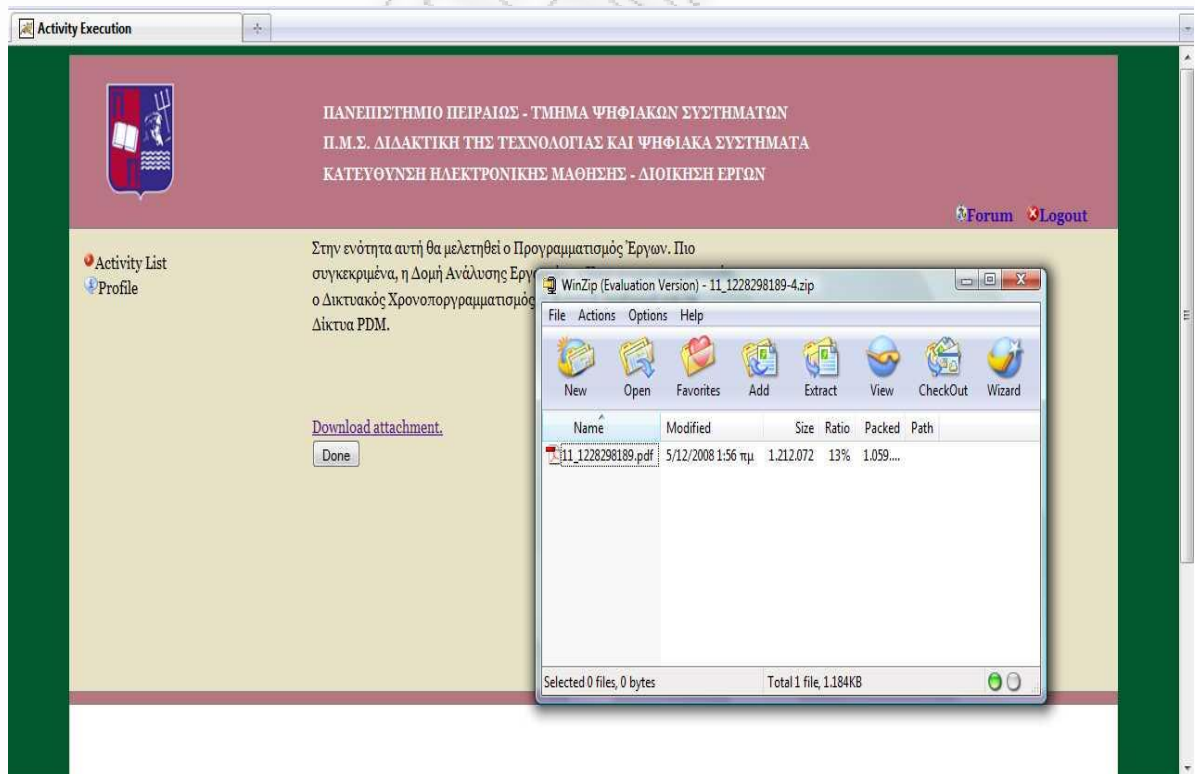 Activity Execution
ΠΑΝΕΠΙΣΤΗΜΙΟ ΠΕΙΡΑΙΩΣ - ΤΜΗΜΑ ΨΗΦΙΑΚΩΝ ΣΥΣΤΗΜΑΤΩΝ
Π.Μ.Σ. ΔΙΔΑΚΤΙΚΗ ΤΗΣ ΤΕΧΝΟΛΟΓΙΑΣ ΚΑΙ ΨΗΦΙΑΚΑ ΣΥΣΤΗΜΑΤΑ
ΚΑΤΕΥΘΥΝΣΗ ΗΛΕΚΤΡΟΝΙΚΗΣ ΜΑΘΗΣΗΣ - ΔΙΟΙΚΗΣΗ ΕΡΓΩΝ
Forum Logout
Activity List
Profile
Στην ενότητα αυτή θα μελετηθεί ο Προγραμματισμός Έργων. Πιο
συγκεκριμένα, η Δομή Ανάλυσης
ο Δικτυακός Χρονοποργραμματισμός
Δίκτυα PDM.
Download attachment.
Done
WinZip (Evaluation Version) - 11_1228298189-4.zip
File Actions Options Help
New Open Favorites Add Extract View CheckOut Wizard
Name Modified Size Ratio Packed Path
11_1228298189.pdf 5/12/2008 1:56 πμ 1.212.072 13% 1.059....
Selected 0 files, 0 bytes Total 1 file, 1.184KB